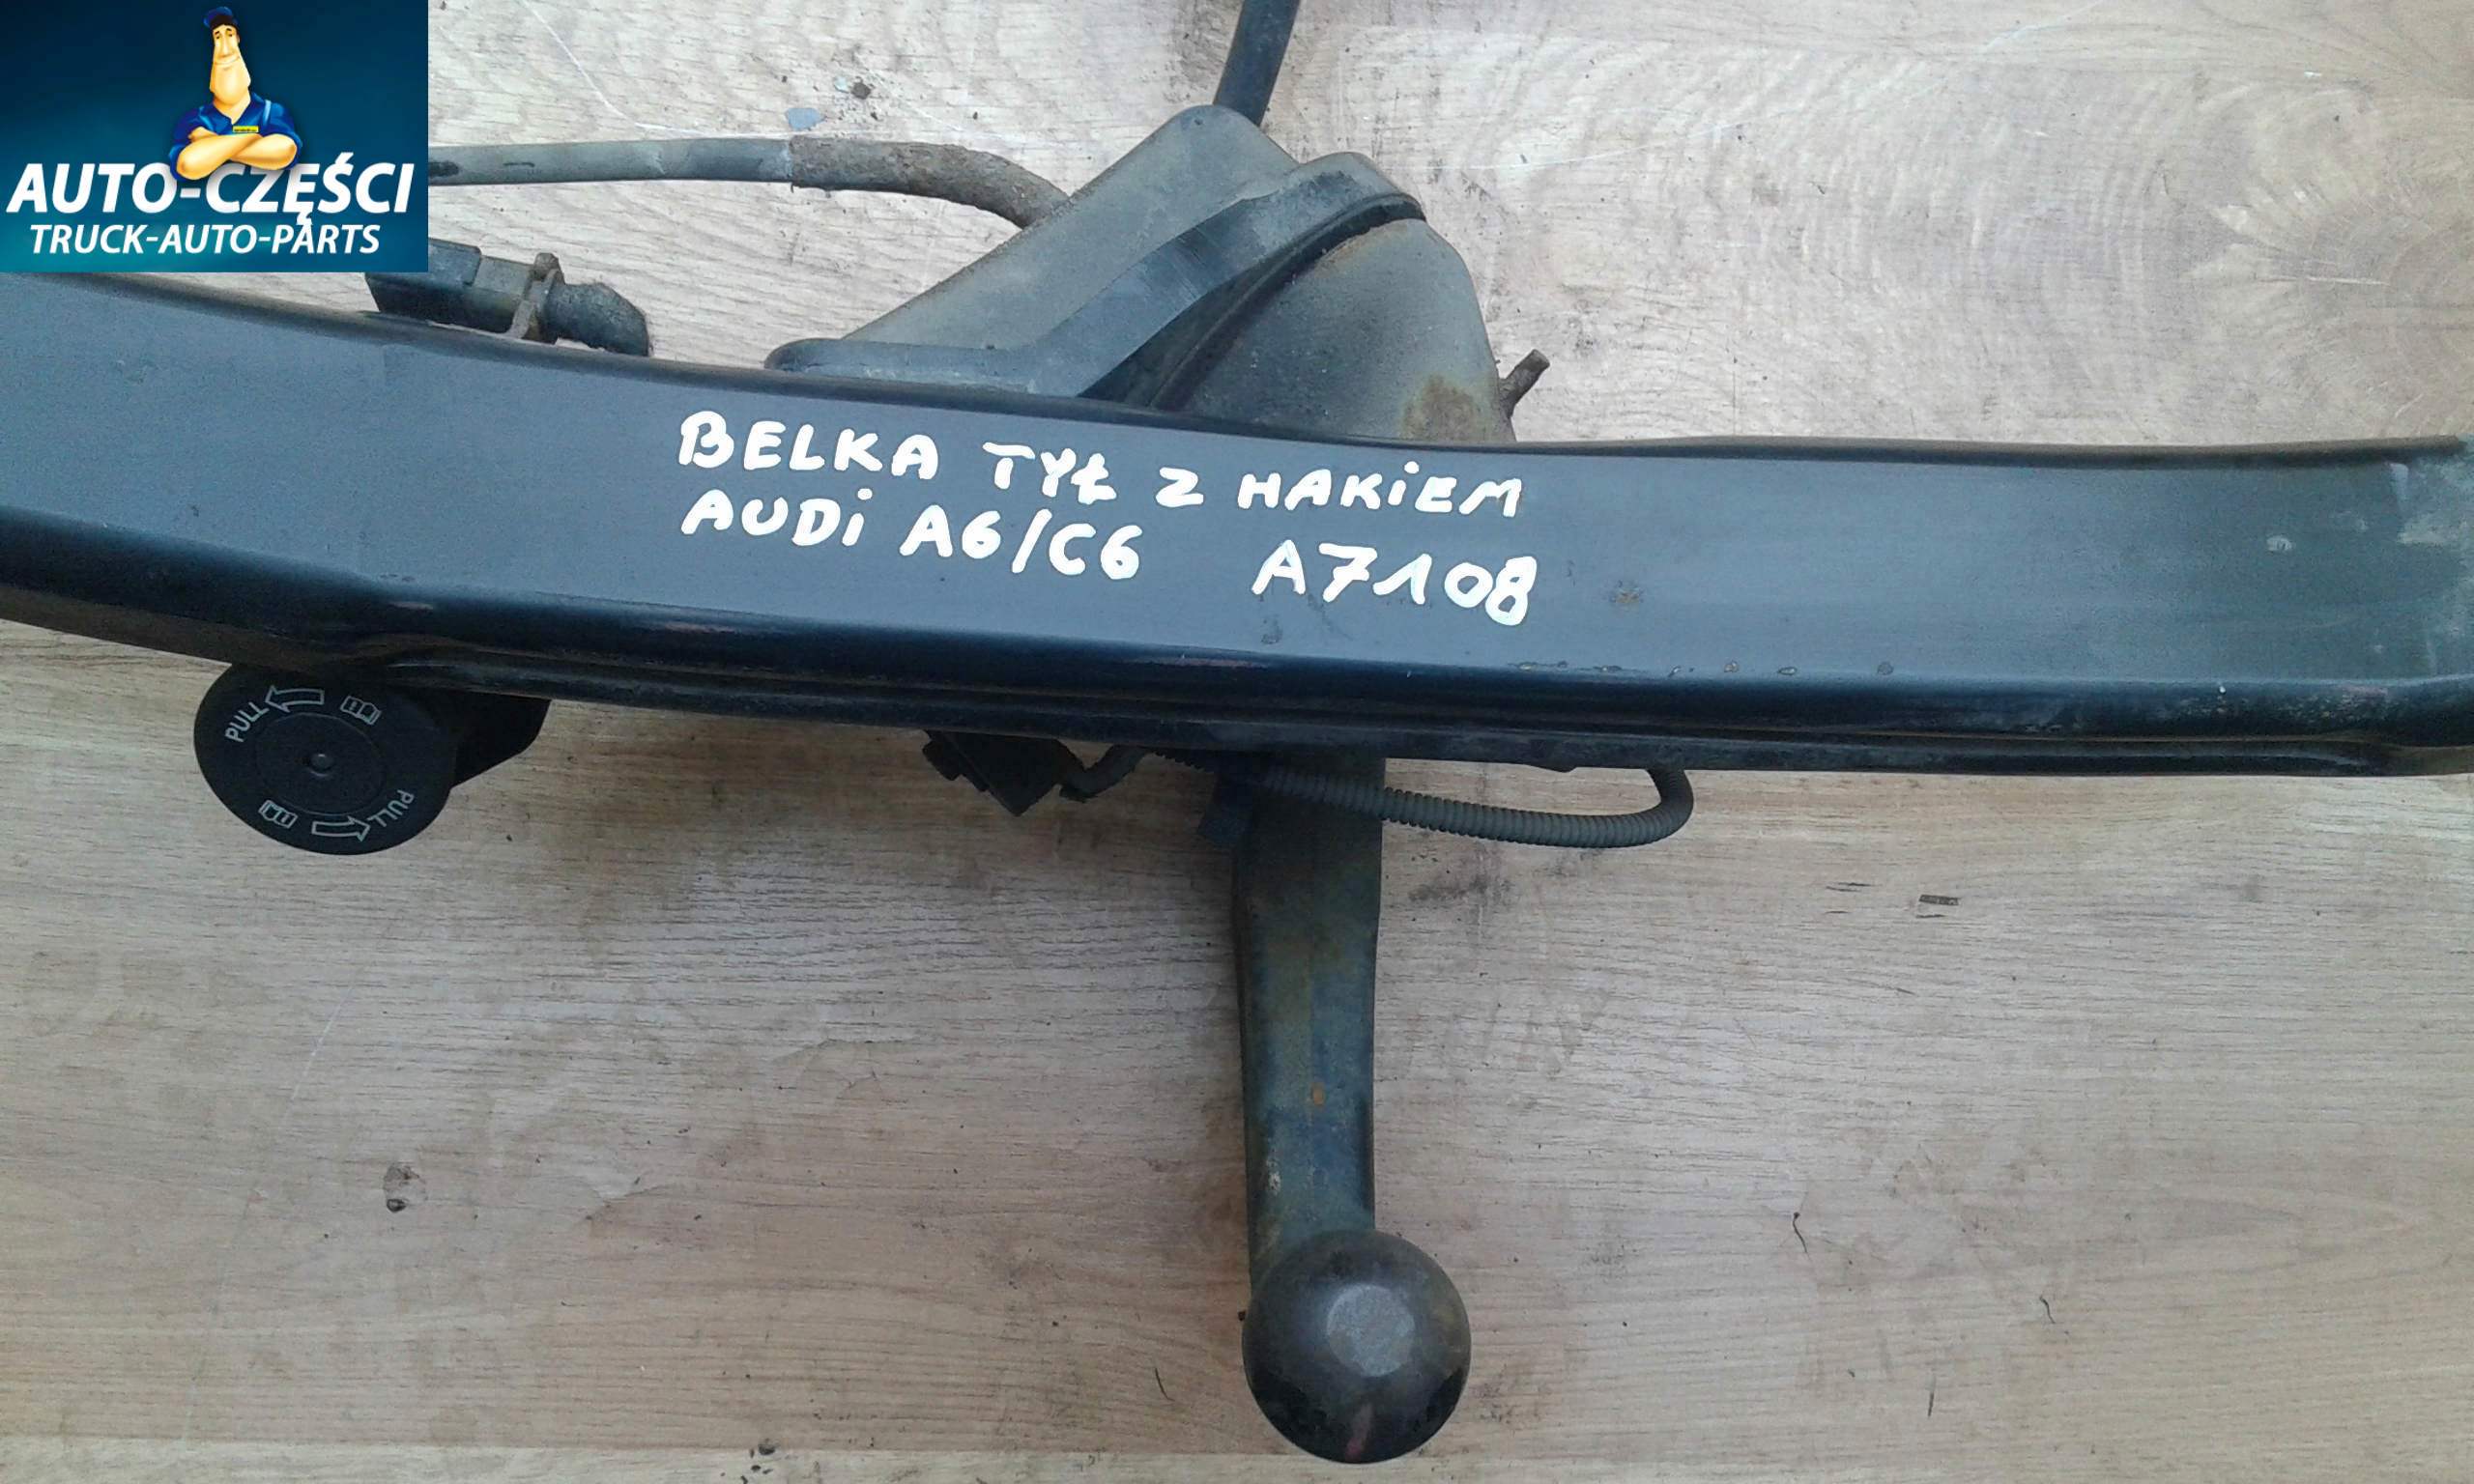 AUTO-CZĘŚCI
TRUCK-AUTO-PARTS
BELKA TYŁ Z HAKIEM
AUDi A6/C6 A7108
PULL
PULL